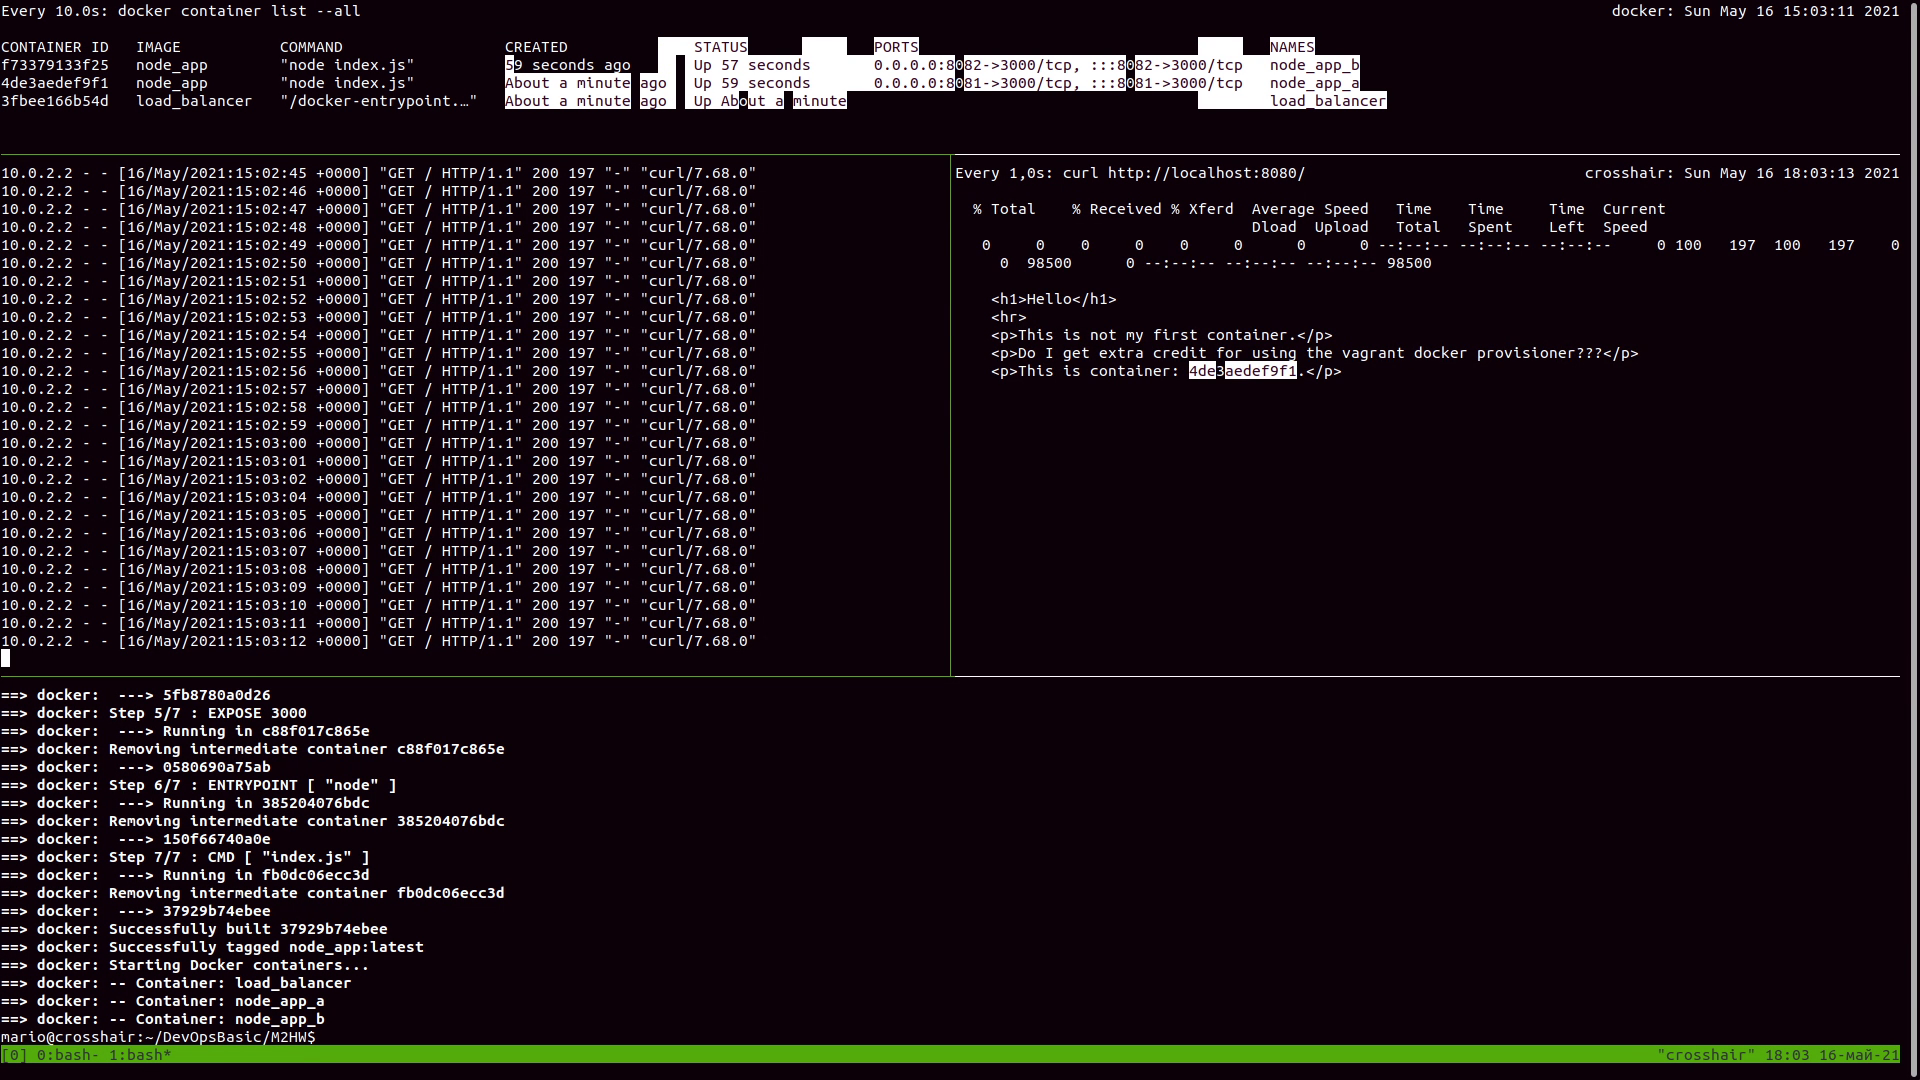 Every 10.0s: docker container list --all docker: Sun May 16 15:03:11 2021
CONTAINER ID IMAGE COMMAND CREATED STATUS PORTS NAMES
f73379133f25 node_app "node index.js" 59 seconds ago Up 57 seconds 0.0.0.0:8082->3000/tcp, :::8082->3000/tcp node_app_b
4de3aedef9f1 node_app "node index.js" About a minute ago Up 59 seconds 0.0.0.0:8081->3000/tcp, :::8081->3000/tcp node_app_a
3fbee166b54d load_balancer "/docker-entrypoint.…" About a minute ago Up About a minute load_balancer
10.0.2.2 - - [16/May/2021:15:02:45 +0000] "GET / HTTP/1.1" 200 197 "-" "curl/7.68.0"
10.0.2.2 - - [16/May/2021:15:02:46 +0000] "GET / HTTP/1.1" 200 197 "-" "curl/7.68.0"
10.0.2.2 - - [16/May/2021:15:02:47 +0000] "GET / HTTP/1.1" 200 197 "-" "curl/7.68.0"
10.0.2.2 - - [16/May/2021:15:02:48 +0000] "GET / HTTP/1.1" 200 197 "-" "curl/7.68.0"
10.0.2.2 - - [16/May/2021:15:02:49 +0000] "GET / HTTP/1.1" 200 197 "-" "curl/7.68.0"
10.0.2.2 - - [16/May/2021:15:02:50 +0000] "GET / HTTP/1.1" 200 197 "-" "curl/7.68.0"
10.0.2.2 - - [16/May/2021:15:02:51 +0000] "GET / HTTP/1.1" 200 197 "-" "curl/7.68.0"
10.0.2.2 - - [16/May/2021:15:02:52 +0000] "GET / HTTP/1.1" 200 197 "-" "curl/7.68.0"
10.0.2.2 - - [16/May/2021:15:02:53 +0000] "GET / HTTP/1.1" 200 197 "-" "curl/7.68.0"
10.0.2.2 - - [16/May/2021:15:02:54 +0000] "GET / HTTP/1.1" 200 197 "-" "curl/7.68.0"
10.0.2.2 - - [16/May/2021:15:02:55 +0000] "GET / HTTP/1.1" 200 197 "-" "curl/7.68.0"
10.0.2.2 - - [16/May/2021:15:02:56 +0000] "GET / HTTP/1.1" 200 197 "-" "curl/7.68.0"
10.0.2.2 - - [16/May/2021:15:02:57 +0000] "GET / HTTP/1.1" 200 197 "-" "curl/7.68.0"
10.0.2.2 - - [16/May/2021:15:02:58 +0000] "GET / HTTP/1.1" 200 197 "-" "curl/7.68.0"
10.0.2.2 - - [16/May/2021:15:02:59 +0000] "GET / HTTP/1.1" 200 197 "-" "curl/7.68.0"
10.0.2.2 - - [16/May/2021:15:03:00 +0000] "GET / HTTP/1.1" 200 197 "-" "curl/7.68.0"
10.0.2.2 - - [16/May/2021:15:03:01 +0000] "GET / HTTP/1.1" 200 197 "-" "curl/7.68.0"
10.0.2.2 - - [16/May/2021:15:03:02 +0000] "GET / HTTP/1.1" 200 197 "-" "curl/7.68.0"
10.0.2.2 - - [16/May/2021:15:03:04 +0000] "GET / HTTP/1.1" 200 197 "-" "curl/7.68.0"
10.0.2.2 - - [16/May/2021:15:03:05 +0000] "GET / HTTP/1.1" 200 197 "-" "curl/7.68.0"
10.0.2.2 - - [16/May/2021:15:03:06 +0000] "GET / HTTP/1.1" 200 197 "-" "curl/7.68.0"
10.0.2.2 - - [16/May/2021:15:03:07 +0000] "GET / HTTP/1.1" 200 197 "-" "curl/7.68.0"
10.0.2.2 - - [16/May/2021:15:03:08 +0000] "GET / HTTP/1.1" 200 197 "-" "curl/7.68.0"
10.0.2.2 - - [16/May/2021:15:03:09 +0000] "GET / HTTP/1.1" 200 197 "-" "curl/7.68.0"
10.0.2.2 - - [16/May/2021:15:03:10 +0000] "GET / HTTP/1.1" 200 197 "-" "curl/7.68.0"
10.0.2.2 - - [16/May/2021:15:03:11 +0000] "GET / HTTP/1.1" 200 197 "-" "curl/7.68.0"
10.0.2.2 - - [16/May/2021:15:03:12 +0000] "GET / HTTP/1.1" 200 197 "-" "curl/7.68.0"
Every 1,0s: curl http://localhost:8080/ crosshair: Sun May 16 18:03:13 2021
% Total % Received % Xferd Average Speed Time Time Time Current
Dload Upload Total Spent Left Speed
0 0 0 0 0 0 0 0 --:--:-- --:--:-- --:--:-- 0 100 197 100 197 0
0 98500 0 --:--:-- --:--:-- --:--:-- 98500
<h1>Hello</h1>
<hr>
<p>This is not my first container.</p>
<p>Do I get extra credit for using the vagrant docker provisioner???</p>
<p>This is container: 4de3aedef9f1.</p>
==> docker: ---> 5fb8780a0d26
==> docker: Step 5/7 : EXPOSE 3000
==> docker: ---> Running in c88f017c865e
==> docker: Removing intermediate container c88f017c865e
==> docker: ---> 0580690a75ab
==> docker: Step 6/7 : ENTRYPOINT [ "node" ]
==> docker: ---> Running in 385204076bdc
==> docker: Removing intermediate container 385204076bdc
==> docker: ---> 150f66740a0e
==> docker: Step 7/7 : CMD [ "index.js" ]
==> docker: ---> Running in fb0dc06ecc3d
==> docker: Removing intermediate container fb0dc06ecc3d
==> docker: ---> 37929b74ebee
==> docker: Successfully built 37929b74ebee
==> docker: Successfully tagged node_app:latest
==> docker: Starting Docker containers...
==> docker: -- Container: load_balancer
==> docker: -- Container: node_app_a
==> docker: -- Container: node_app_b
mario@crosshair:~/DevOpsBasic/M2HW$
[0] 0:bash- 1:bash* "crosshair" 18:03 16-май-21